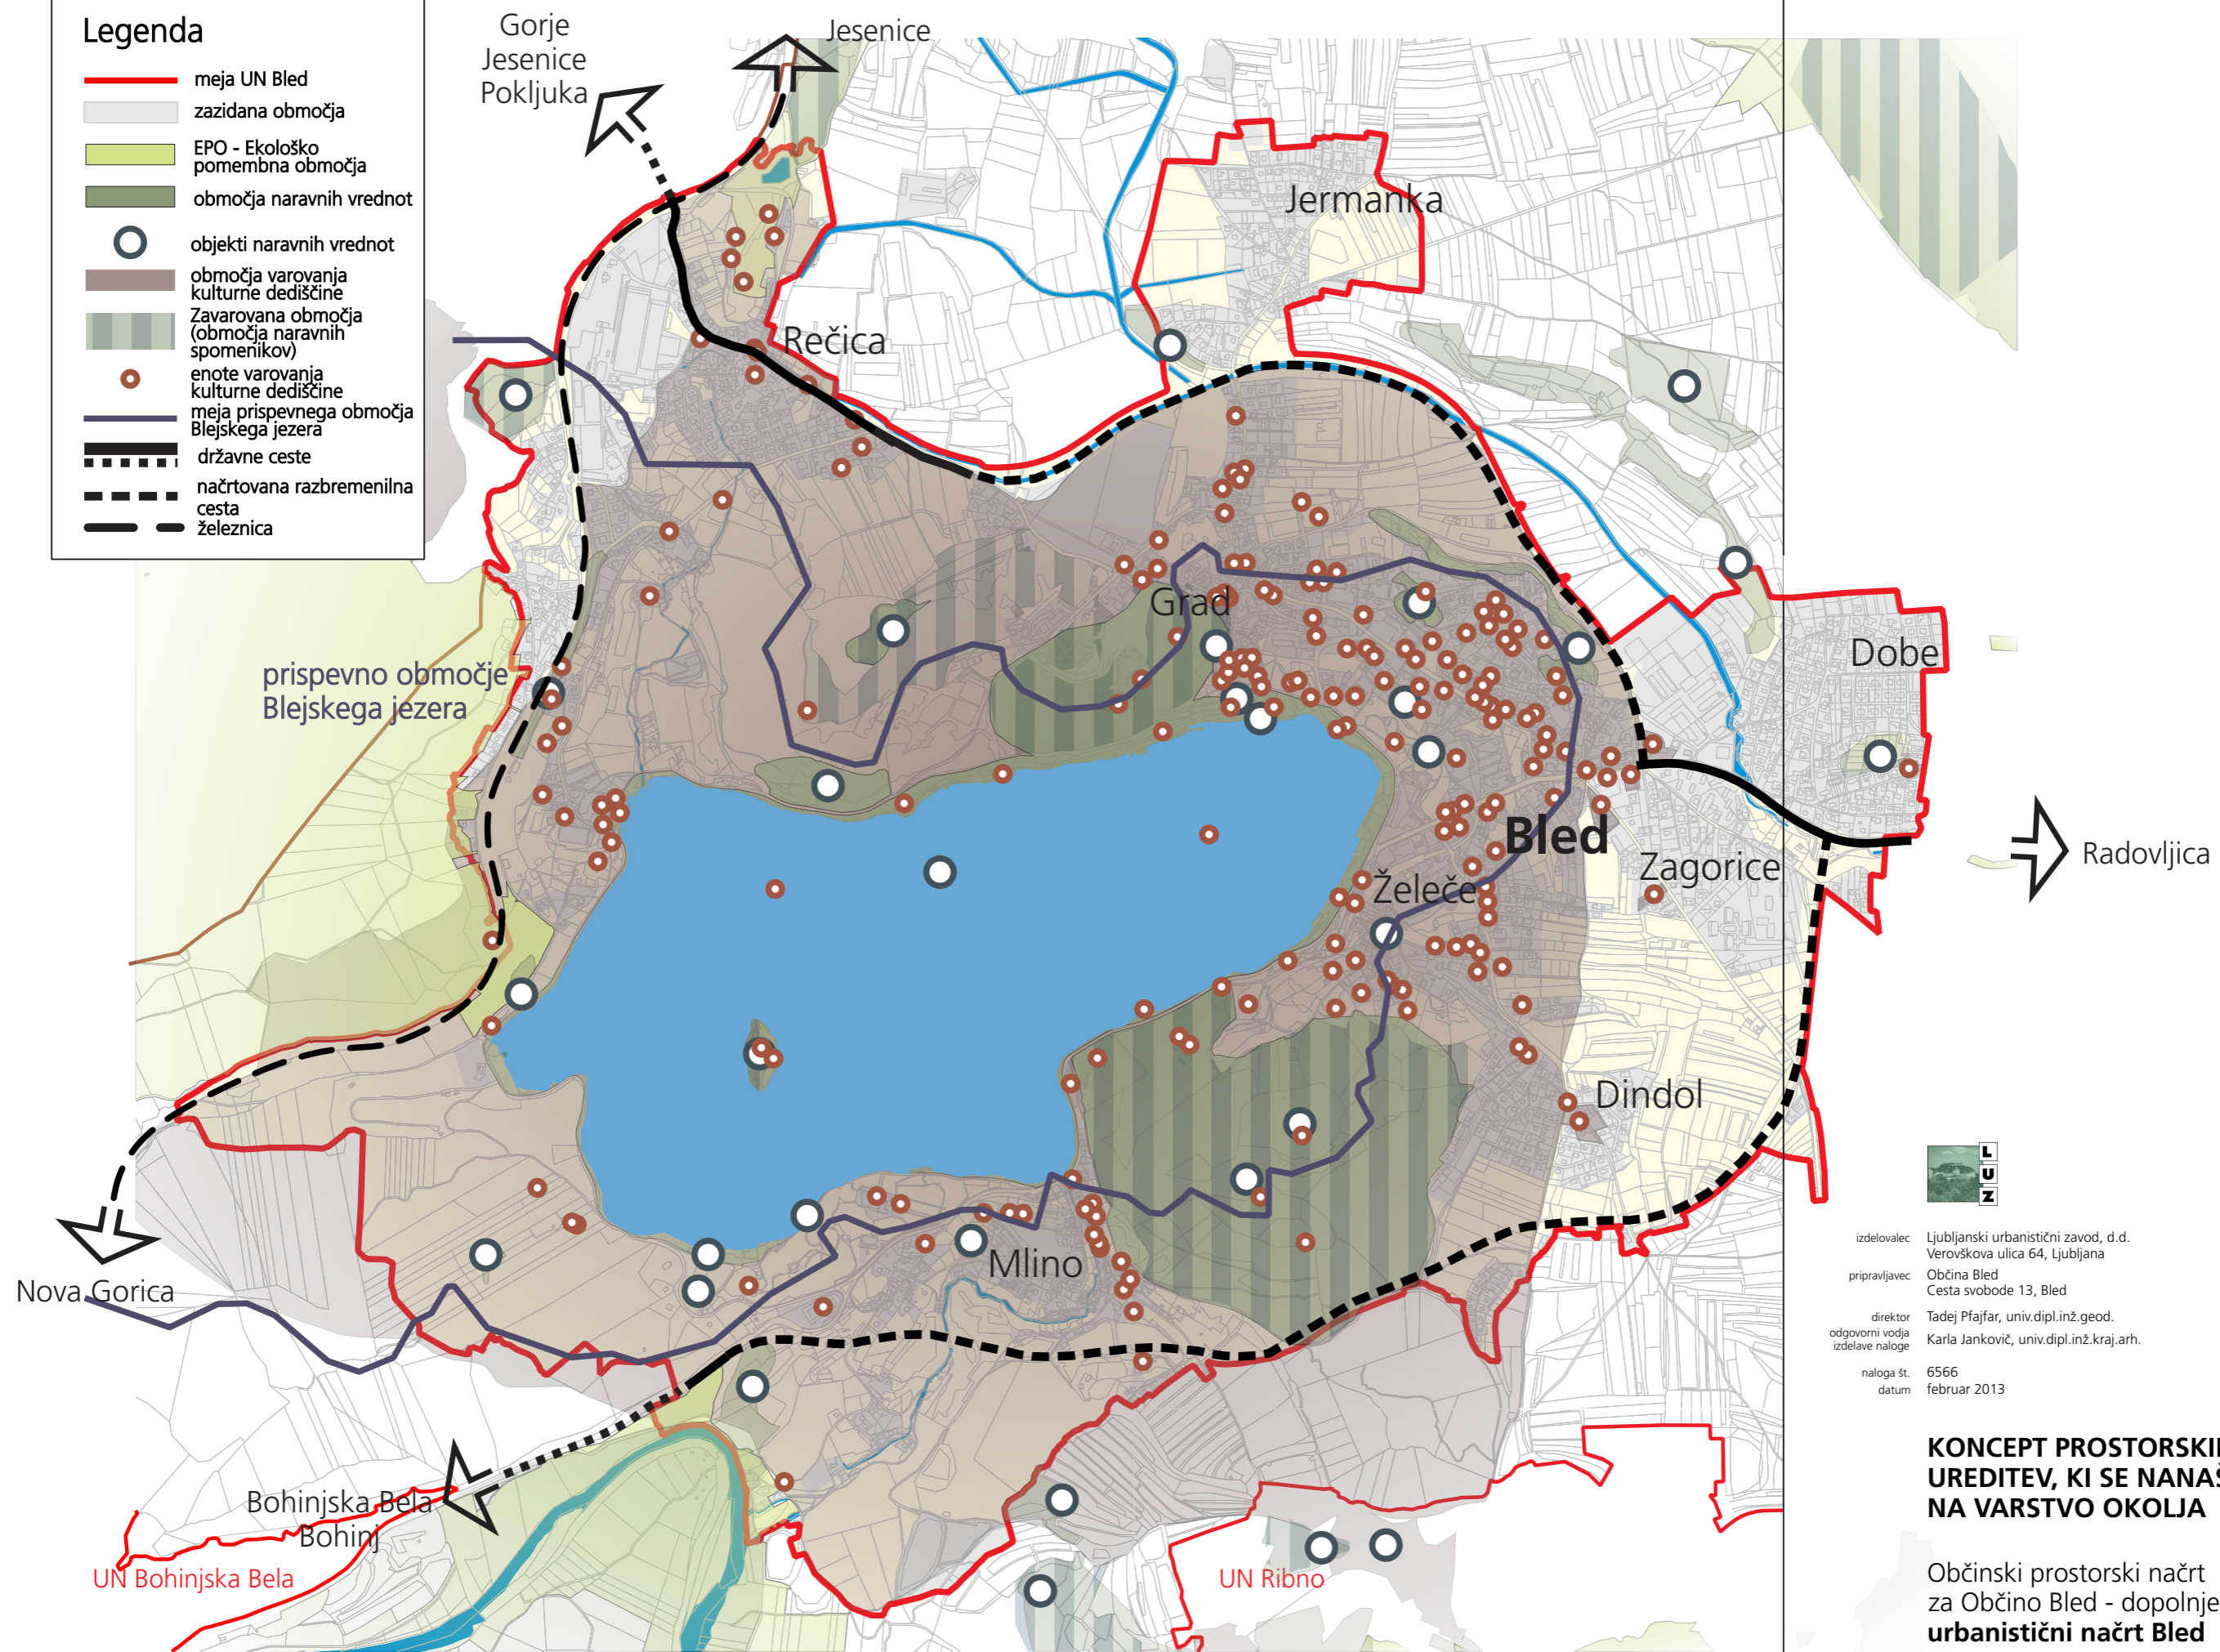 Legenda
meja UN Bled
zazidana območja
EPO - Ekološko
pomembna območja
območja naravnih vrednot
objekti naravnih vrednot
območja varovanja
kulturne dediščine
Zavarovana območja
(območja naravnih
spomenikov)
enote varovanja
kulturne dediščine
meja prispevnega območja
Blejskega jezera
državne ceste
načrtovana razbremenilna
cesta
železnica
Gorje
Jesenice
Pokljuka
Jesenice
Jermanka
Rečica
Grad
Dobe
prispevno območje
Blejskega jezera
Bled
Radovljica
Zagorice
Želeče
Dindol
Mlino
Nova Gorica
Bohinjska Bela
Bohinj
UN Bohinjska Bela
UN Ribno
L
U
Z
izdelovalec Ljubljanski urbanistični zavod, d.d.
Verovškova ulica 64, Ljubljana
pripravljavec Občina Bled
Cesta svobode 13, Bled
direktor Tadej Pfajfar, univ.dipl.inž.geod.
odgovorni vodja
izdelave naloge Karla Jankovič, univ.dipl.inž.kraj.arh.
naloga št. 6566
datum februar 2013
KONCEPT PROSTORSKI
UREDITEV, KI SE NANAŠ
NA VARSTVO OKOLJA
Občinski prostorski načrt
za Občino Bled - dopolnje
urbanistični načrt Bled